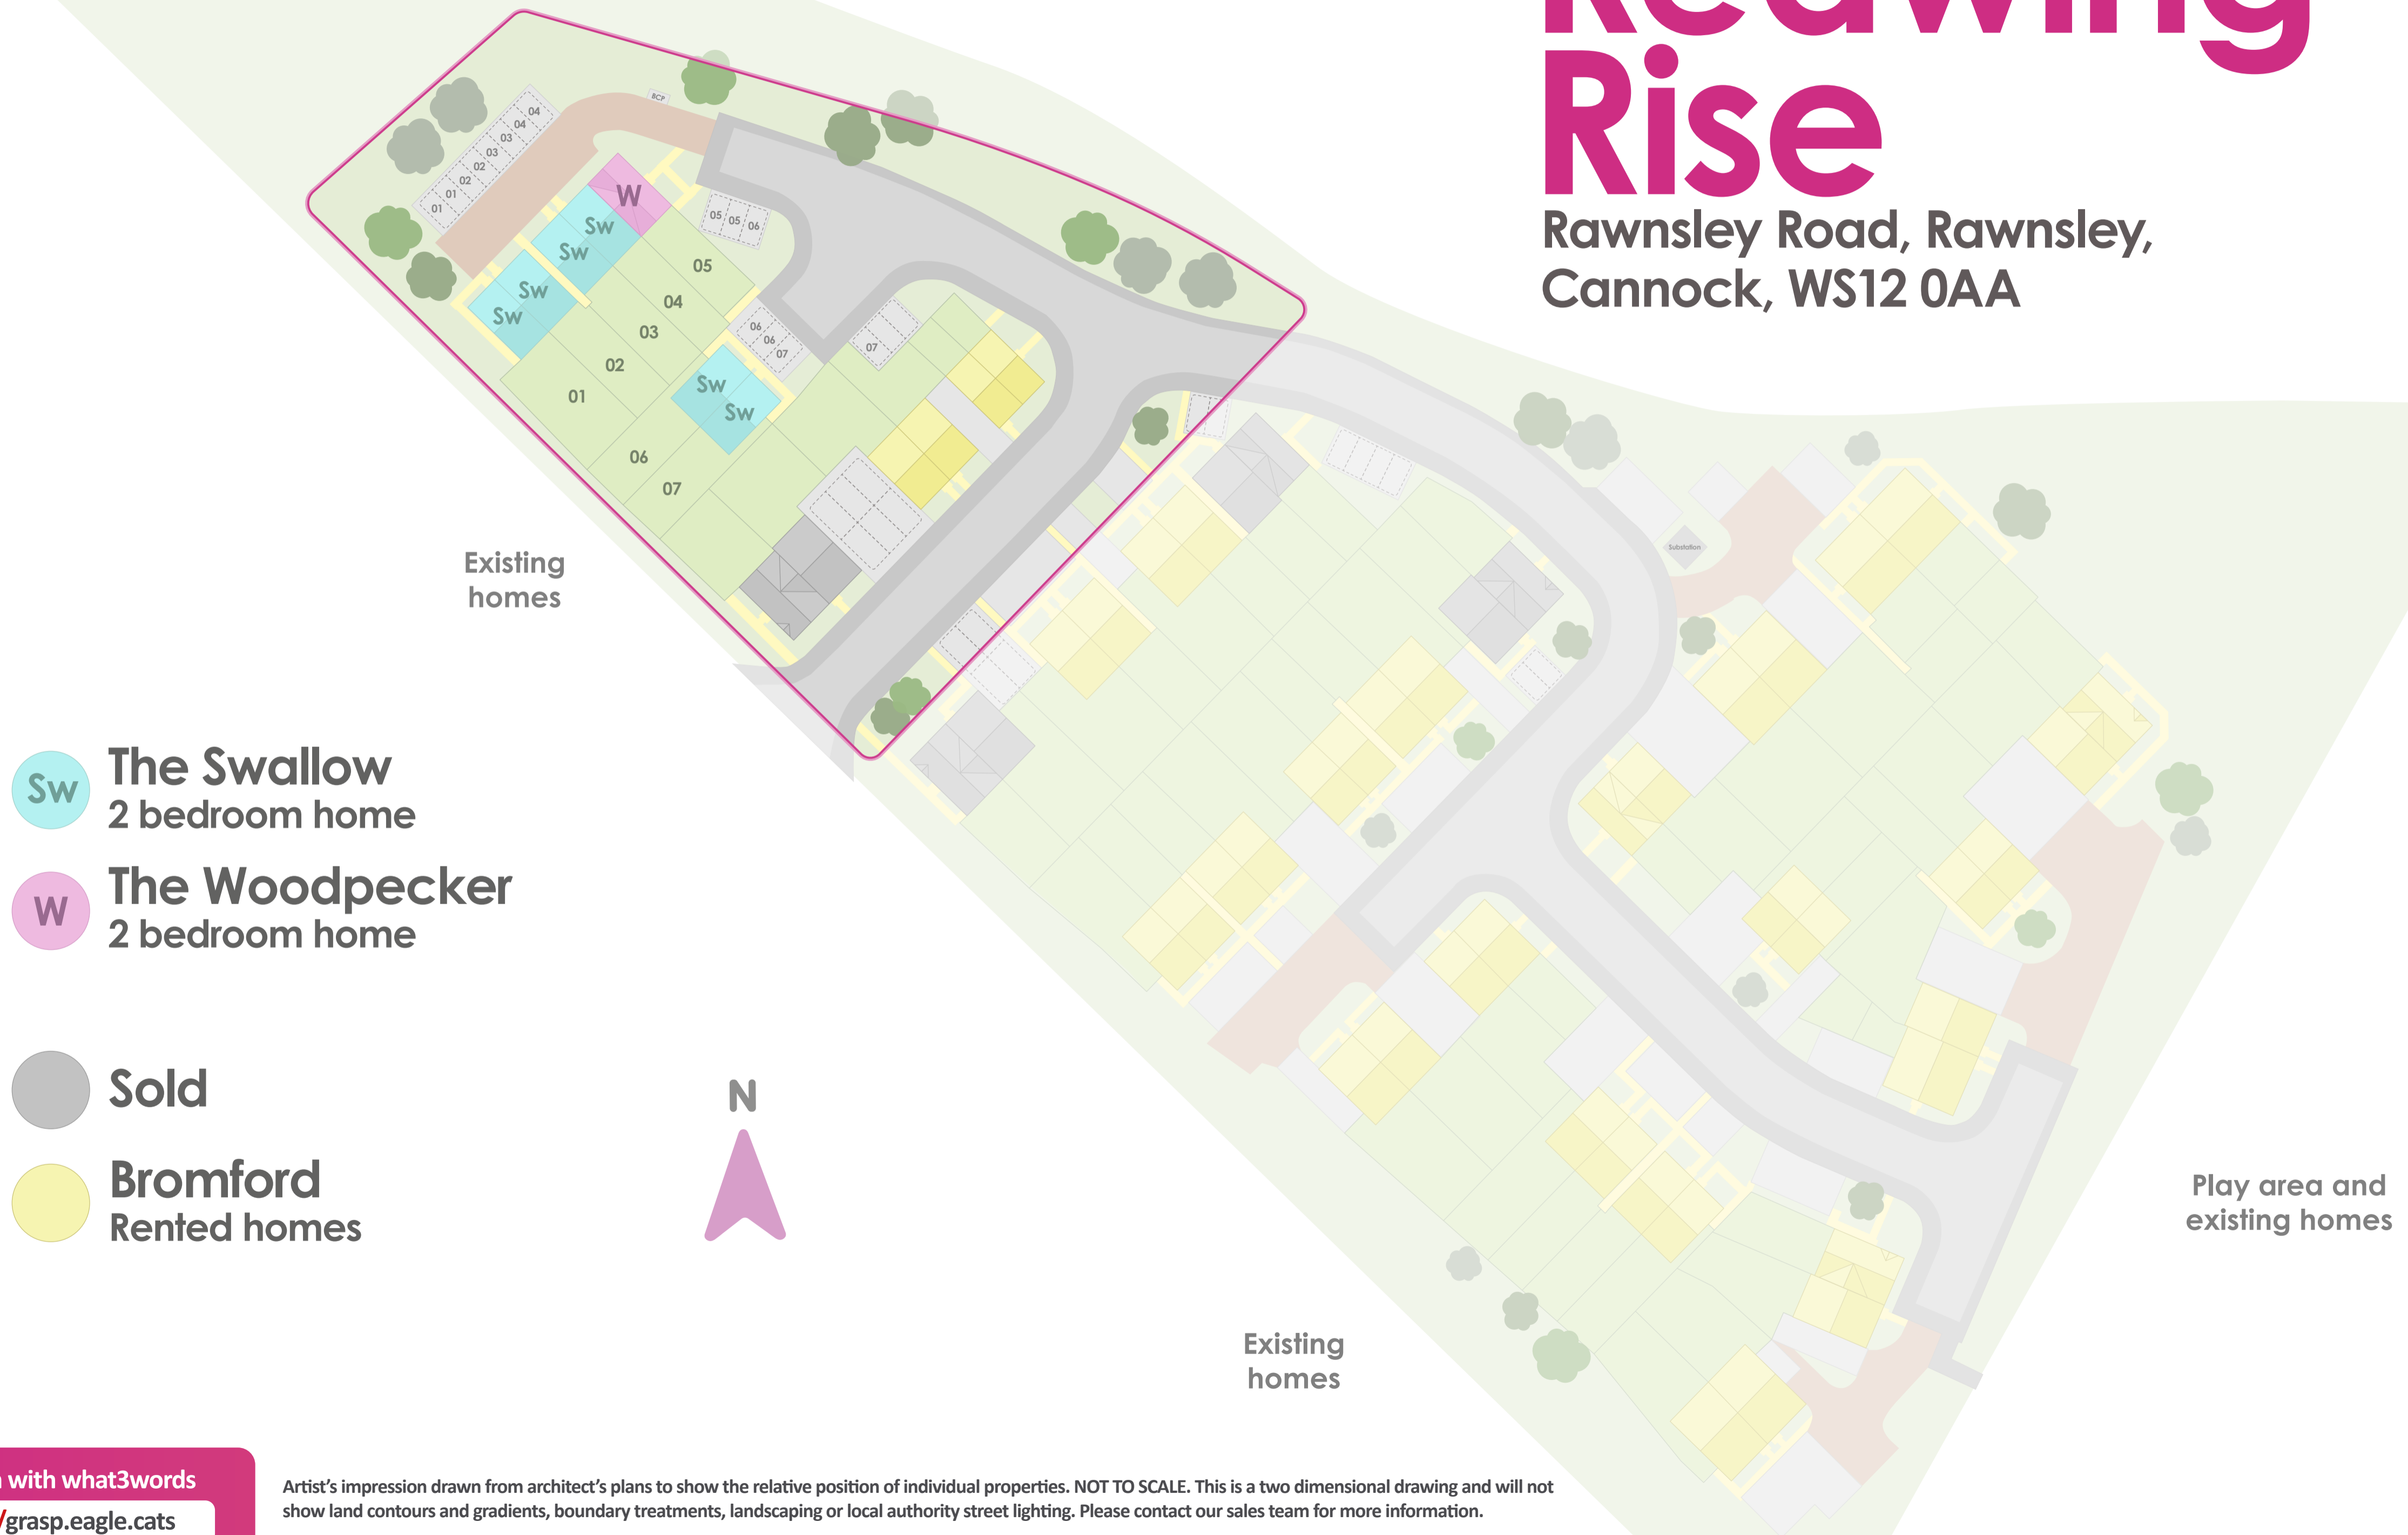 Redwing
Rise
Rawnsley Road, Rawnsley,
Cannock, WS12 0AA
BCP
04
04
03
03
02
02
01
01
W
Sw
Sw
Sw
Sw
05
05
06
05
04
03
02
01
06
06
07
07
Sw
Sw
06
07
Substation
Existing
homes
Sw
The Swallow
2 bedroom home
W
The Woodpecker
2 bedroom home
Sold
Bromford
Rented homes
N
Play area and
existing homes
Existing
homes
with what3words
/grasp.eagle.cats
Artist's impression drawn from architect's plans to show the relative position of individual properties. NOT TO SCALE. This is a two dimensional drawing and will not
show land contours and gradients, boundary treatments, landscaping or local authority street lighting. Please contact our sales team for more information.